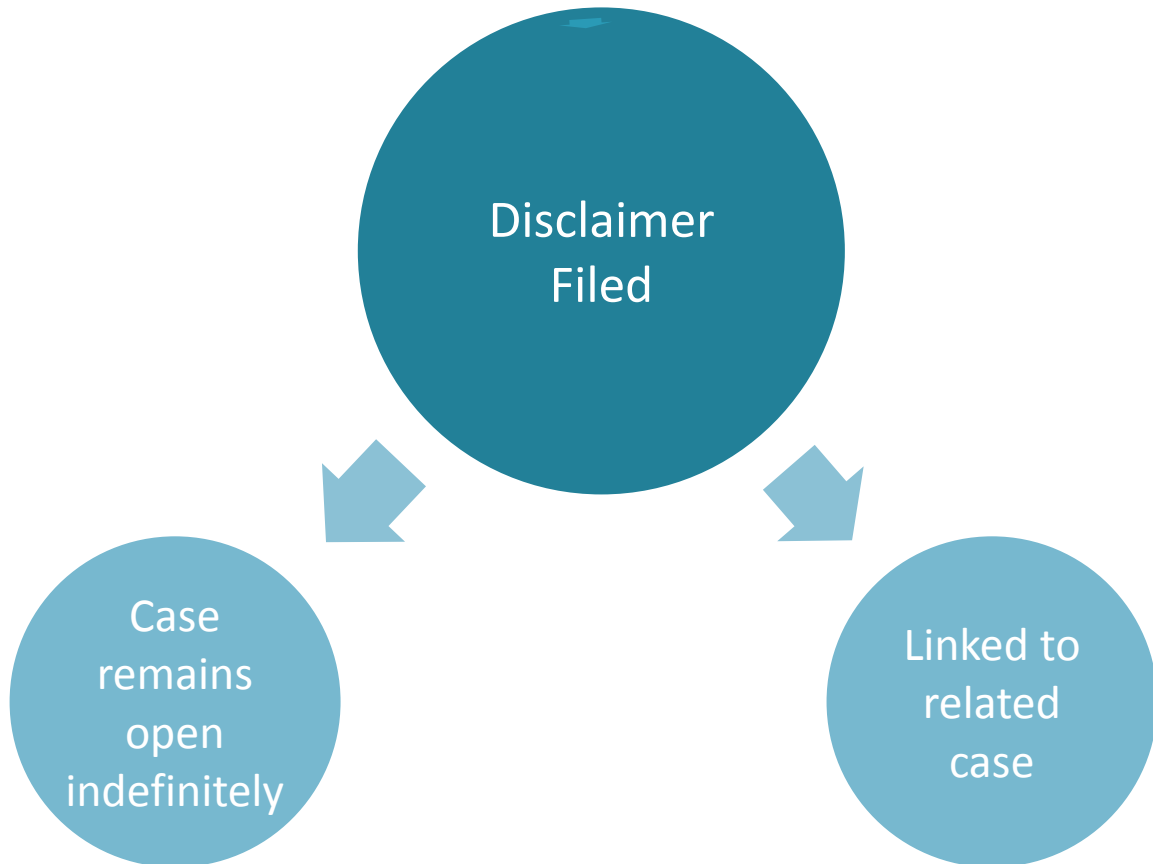 Disclaimer
Filed
Case
remains
open
indefinitely
Linked to
related
case